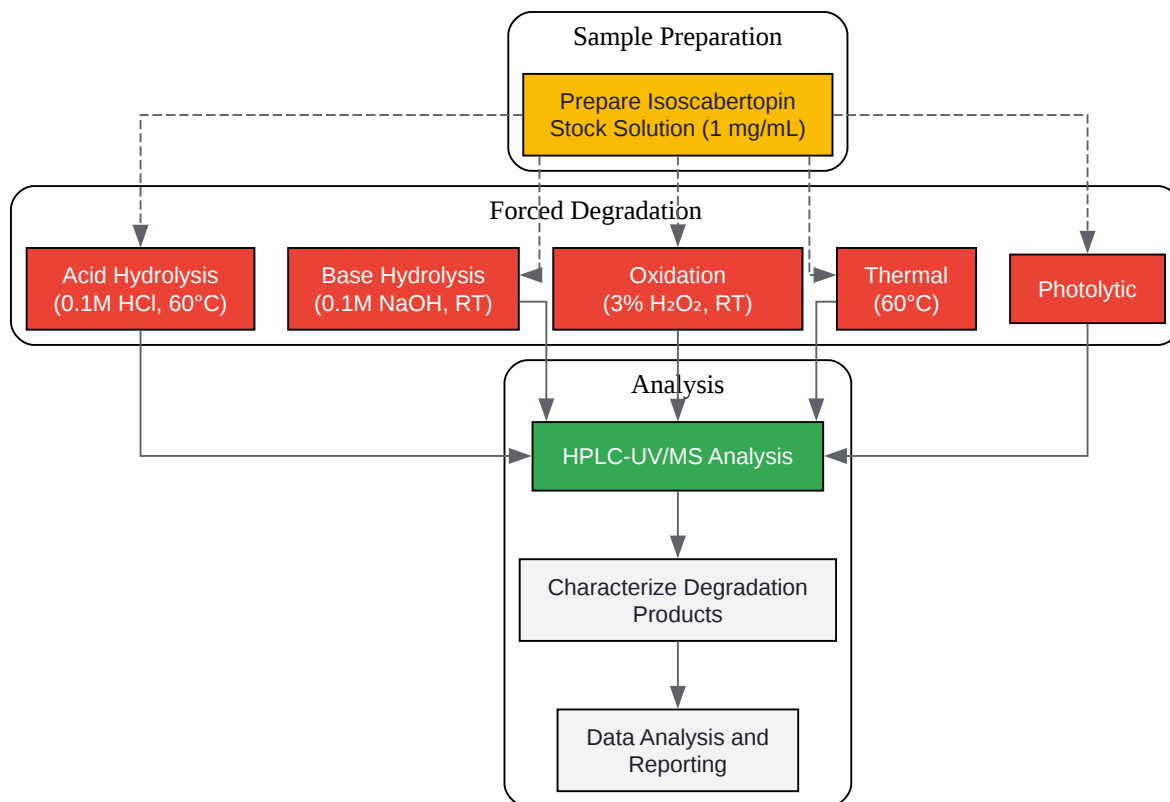 Sample Preparation
Prepare Isoscabertopin
Stock Solution (1 mg/mL)
Forced Degradation
Acid Hydrolysis
(0.1M HCl, 60°C)
Base Hydrolysis
(0.1M NaOH, RT)
Oxidation
(3% H₂O₂, RT)
Thermal
(60°C)
Photolytic
Analysis
HPLC-UV/MS Analysis
Characterize Degradation
Products
Data Analysis and
Reporting